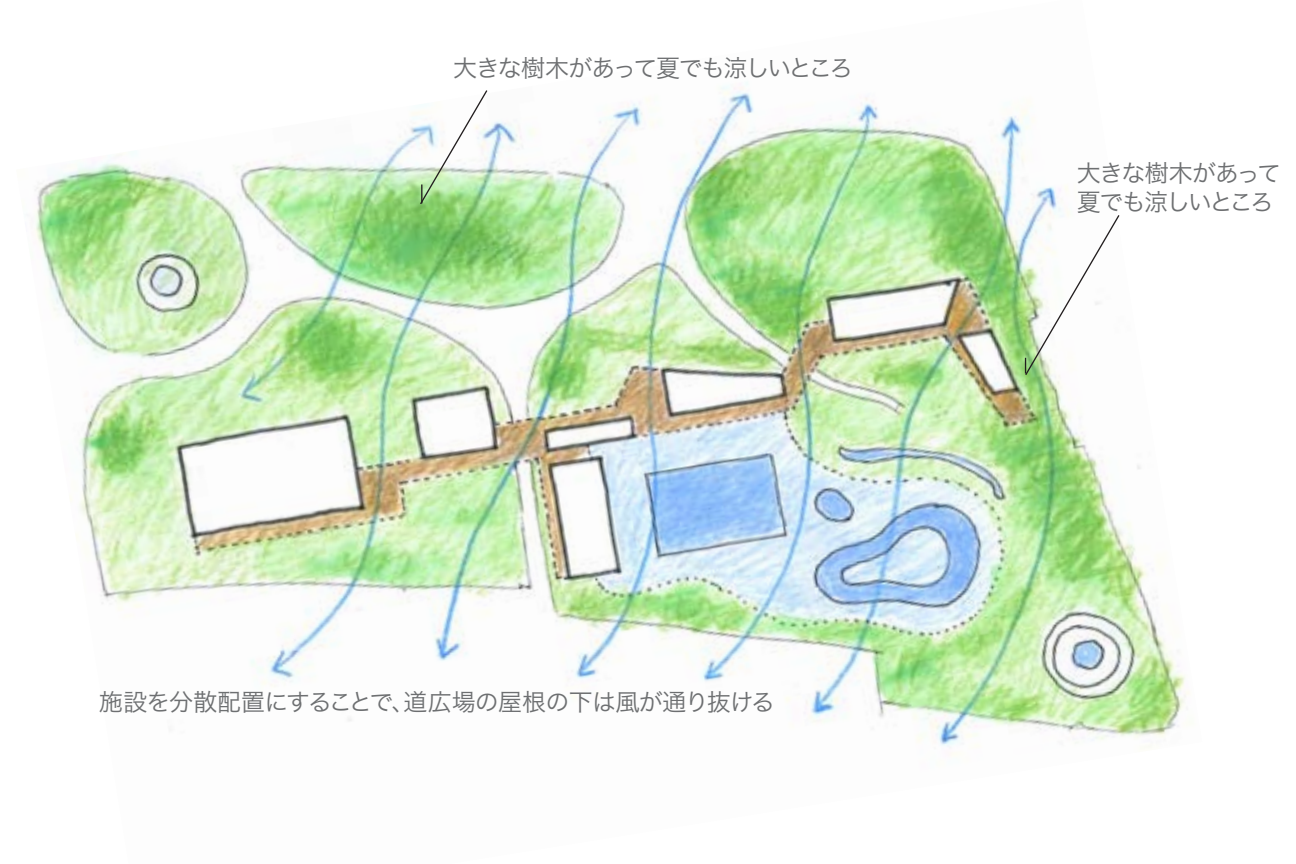 大きな樹木があって夏でも涼しいところ
大きな樹木があって
夏でも涼しいところ
施設を分散配置にすることで、道広場の屋根の下は風が通り抜ける